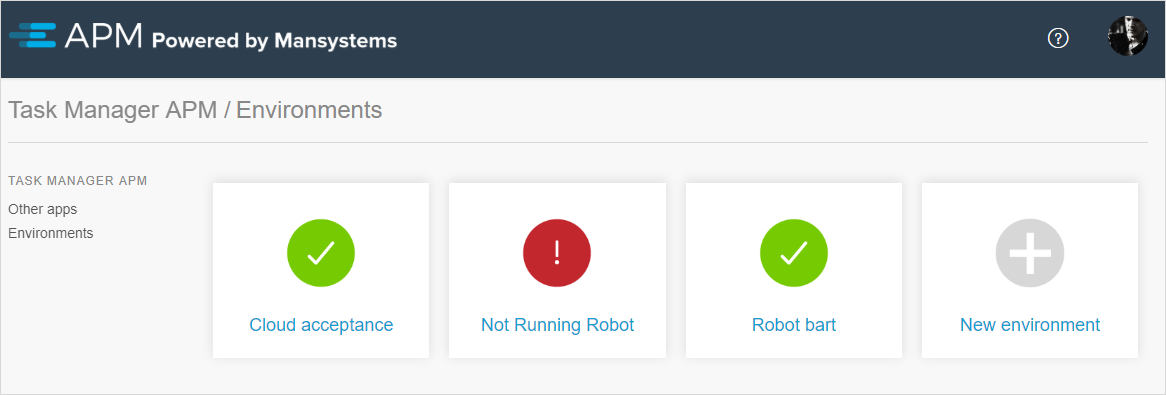 APM Powered by Mansystems
?
Task Manager APM / Environments
TASK MANAGER APM
Other apps
Environments
!
Cloud acceptance
Not Running Robot
Robot bart
New environment